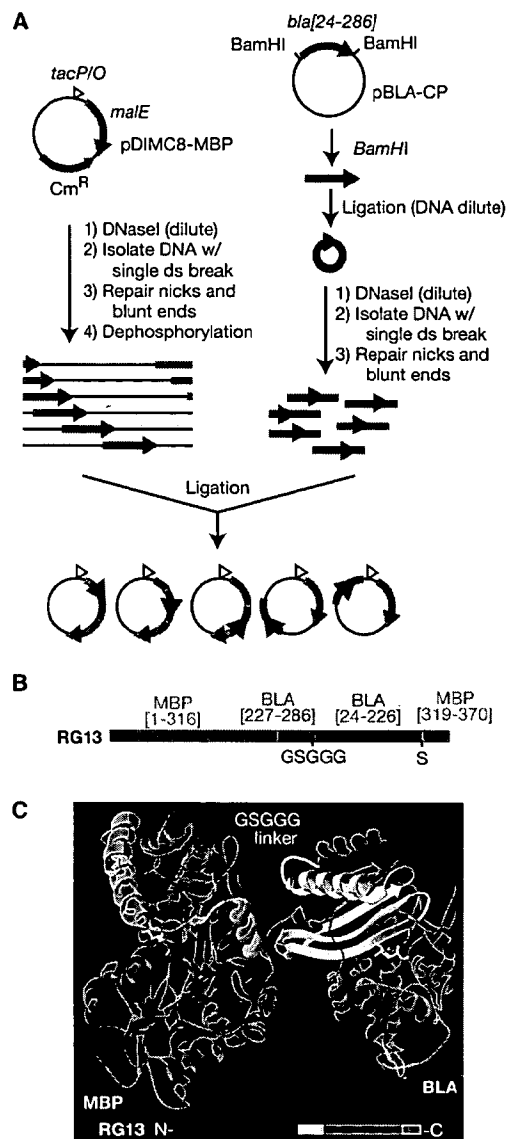 A
tacP/O
malE
pDIMC8-MBP
CmR
1) DNaseI (dilute)
2) Isolate DNA w/
single ds break
3) Repair nicks and
blunt ends
4) Dephosphorylation
bla[24-286]
BamHI
BamHI
pBLA-CP
BamHI
Ligation (DNA dilute)
1) DNaseI (dilute)
2) Isolate DNA w/
single ds break
3) Repair nicks and
blunt ends
Ligation
B
MBP BLA BLA MBP
[1-316] [227-286] [24-226] [319-370]
RG13
GSGGG S
C
GSGGG
linker
MBP
BLA
RG13 N- -C